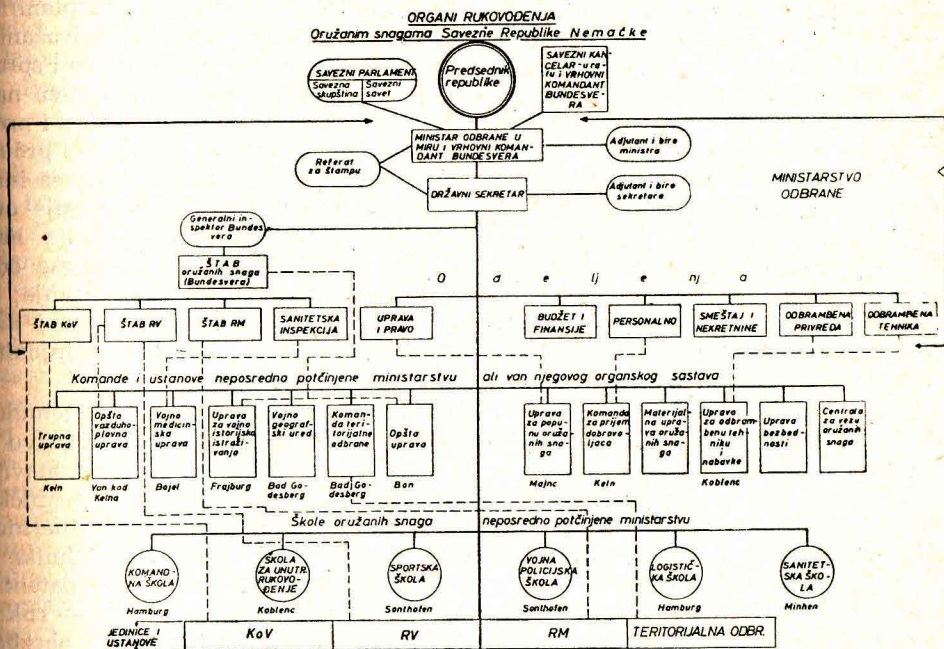 ORGANI RUKOVOĐENJA
Oružanim snagama Savezne Republike Nemačke
SAVEZNI PARLAMENT
Savezna skupština
Savezni savet
Predsednik
republike
SAVEZNI KAN-
CELAR-u ra-
tu i VRHOVNI
KOMANDANT
BUNDESVE-
RA
MINISTAR ODBRANE U
MIRU I VRHOVNI KOMAN-
DANT BUNDESVERA
Adjutant i biro
ministra
Referat
za štampu
DRŽAVNI SEKRETAR
Adjutant i biro
sekretara
MINISTARSTVO
ODBRANE
Generalni in-
spektor Bundes
vera
ŠTAB
oružanih snaga
(Bundesvera)
O d e lj e nj a
ŠTAB KoV
ŠTAB RV
ŠTAB RM
SANITETSKA
INSPEKCIJA
UPRAVA
I PRAVO
BUDŽET I
FINANSIJE
PERSONALNO
SMEŠTAJ I
NEKRETNINE
ODBRAMBENA
PRIVREDA
ODBRAMBENA
TEHNIKA
Komande i ustanove neposredno potčinjene ministarstvu ali van njegovog organskog sastava
Trupna
uprava
Keln
Opšta
vazduho-
plovna
uprava
Van kod
Kelna
Vojno
medicin-
ska
uprava
Bojel
Uprava
za vojno
istorijska
istraži-
vanja
Frajburg
Vojno
geograf-
ski ured
Bad Go-
desberg
Koman-
da teri-
torijalne
odbrane
Bad Go-
desberg
Opšta
uprava
Bon
Uprava
za popu-
nu oruža-
nih sna-
ga
Majnc
Komanda
za prijem
dobrovo-
ljaca
Keln
Materijal-
na upra-
va oruža-
nih sna-
ga
Uprava
za odbram-
benu teh-
niku
i
nabavke
Koblenc
Uprava
bezbed-
nosti
Centrala
za vezu
oružanih
snaga
Škole oružanih snaga neposredno potčinjene ministarstvu
KOMAND-
NA ŠKOLA
Hamburg
ŠKOLA
ZA UNUTR.
RUKOVO-
ĐENJE
Koblenc
SPORTSKA
ŠKOLA
Sonthofen
VOJNA
POLICIJSKA
ŠKOLA
Sonthofen
LOGISTIČ-
KA ŠKOLA
Hamburg
SANITET-
SKA ŠKO-
LA
Minhen
JEDINICE I
USTANOVE
KoV
RV
RM
TERITORIJALNA ODBR.